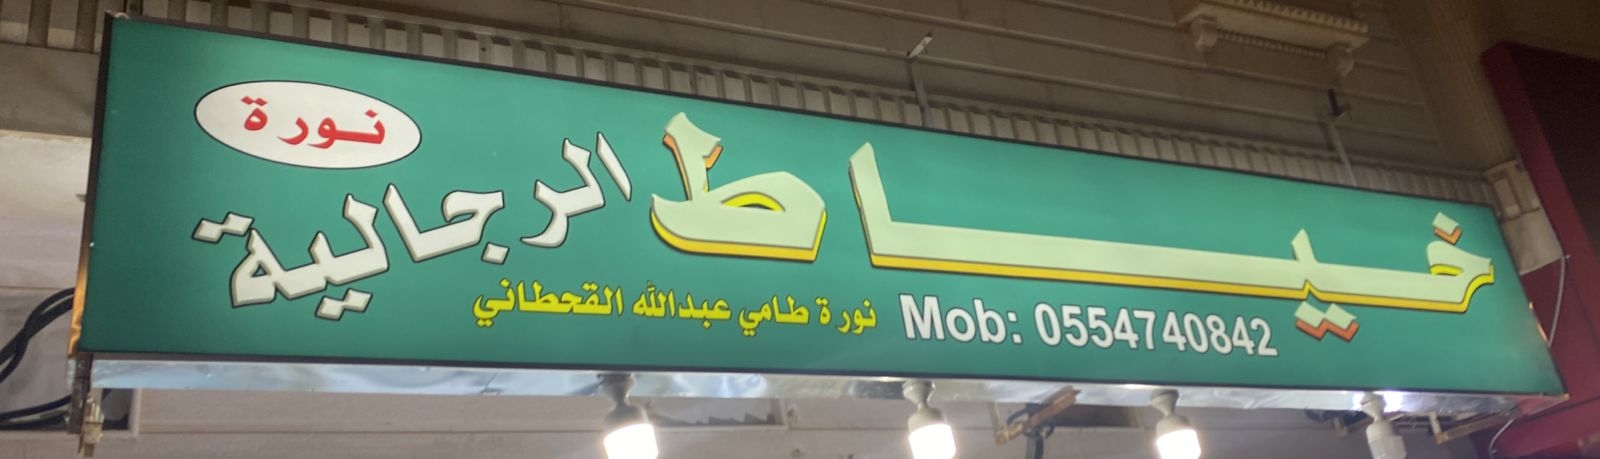 خياط الرجالية
نورة
نورة طامي عبدالله القحطاني
Mob: 0554740842